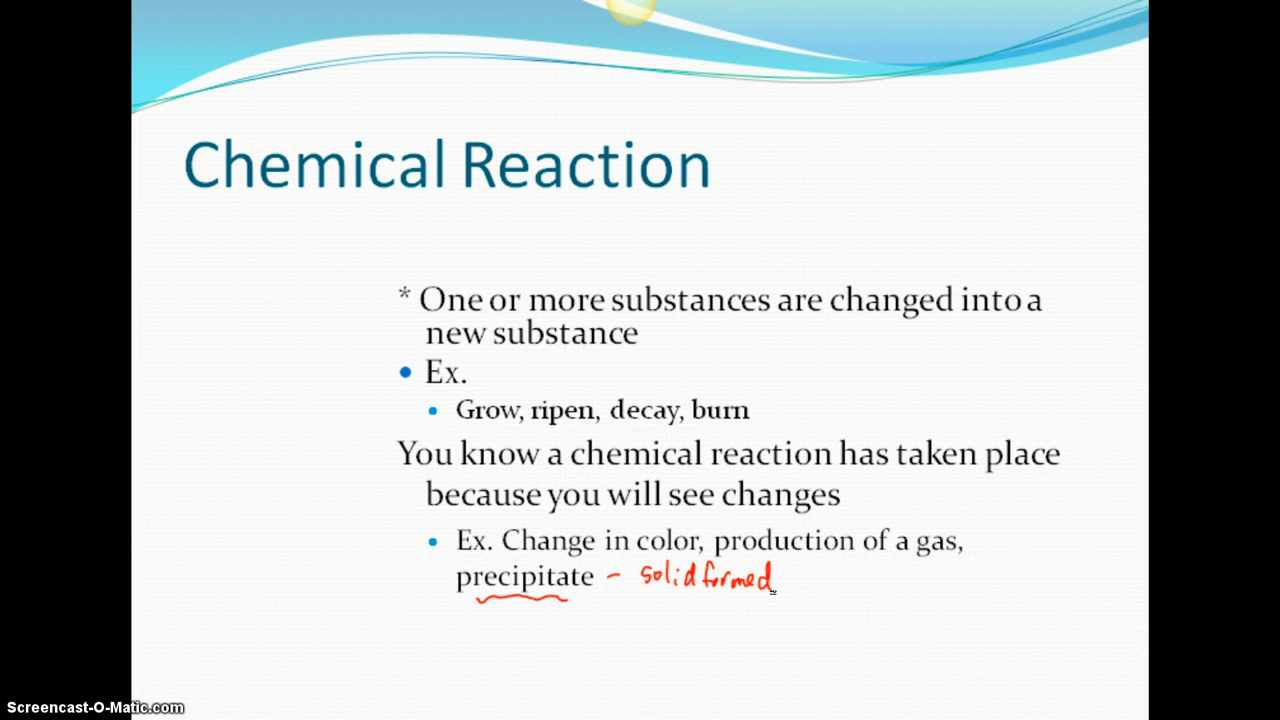 Chemical Reaction
* One or more substances are changed into a
new substance
• Ex.
• Grow, ripen, decay, burn
You know a chemical reaction has taken place
because you will see changes
• Ex. Change in color, production of a gas,
precipitate - solid formed
Screencast-O-Matic.com